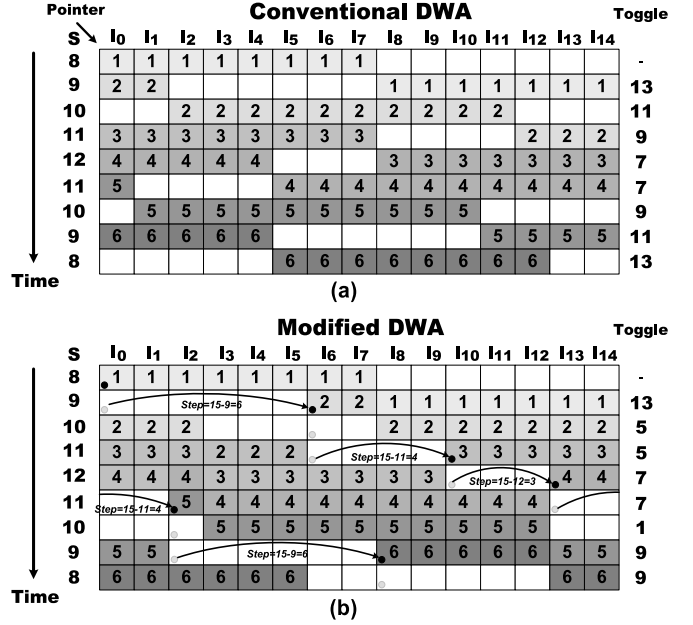 Conventional DWA
Pointer
Toggle
S I0 I1 I2 I3 I4 I5 I6 I7 I8 I9 I10 I11 I12 I13 I14
8 1 1 1 1 1 1 1 1 -
9 2 2 1 1 1 1 1 1 1 13
10 2 2 2 2 2 2 2 2 2 2 11
11 3 3 3 3 3 3 3 3 2 2 2 9
12 4 4 4 4 4 3 3 3 3 3 3 3 7
11 5 4 4 4 4 4 4 4 4 4 4 7
10 5 5 5 5 5 5 5 5 5 5 9
9 6 6 6 6 6 5 5 5 5 11
8 6 6 6 6 6 6 6 6 13
Time
(a)
Modified DWA
S I0 I1 I2 I3 I4 I5 I6 I7 I8 I9 I10 I11 I12 I13 I14 Toggle
8 1 1 1 1 1 1 1 1 -
9 Step=15-9=6 2 2 1 1 1 1 1 1 1 13
10 2 2 2 2 2 2 2 2 2 2 5
11 3 3 3 2 2 2 Step=15-11=4 3 3 3 3 3 5
12 4 4 4 3 3 3 3 3 3 3 Step=15-12=3 4 4 7
11 Step=15-11=4 5 4 4 4 4 4 4 4 4 4 4 7
10 5 5 5 5 5 5 5 5 5 5 1
9 5 5 Step=15-9=6 6 6 6 6 6 5 5 9
8 6 6 6 6 6 6 6 6 9
Time
(b)